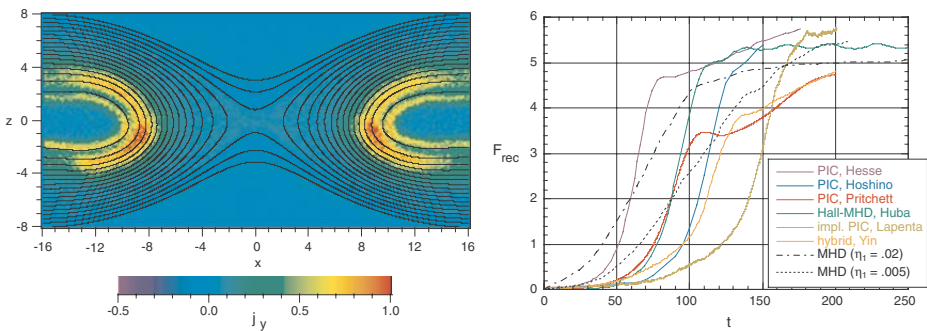 8
4
z 0
-4
-8
-16 -12 -8 -4 0 4 8 12 16
x
-0.5 0.0 0.5 1.0
j y
6
5
4
F rec
3
2
1
0
0 50 100 150 200 250
t
PIC, Hesse
PIC, Hoshino
PIC, Pritchett
Hall-MHD, Huba
impl. PIC, Lapenta
hybrid, Yin
MHD (η1 = .02)
MHD (η1 = .005)